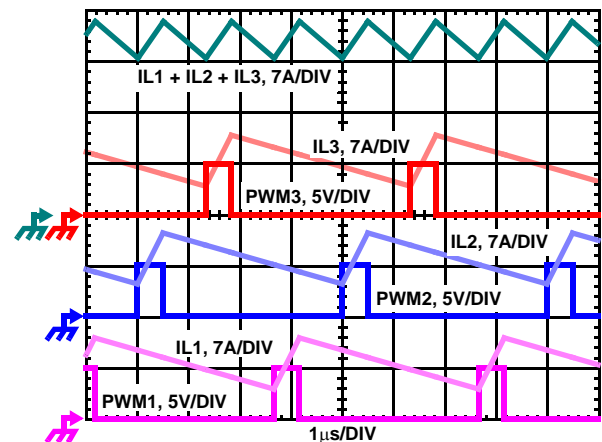 IL1 + IL2 + IL3, 7A/DIV
IL3, 7A/DIV
PWM3, 5V/DIV
IL2, 7A/DIV
PWM2, 5V/DIV
IL1, 7A/DIV
PWM1, 5V/DIV
1μs/DIV